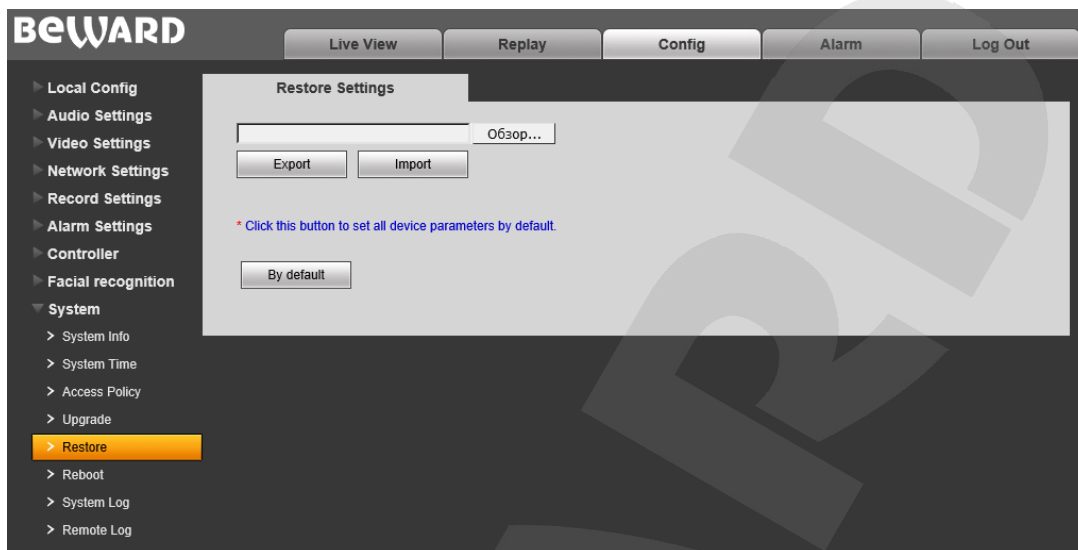 BEWARD
Live View
Replay
Config
Alarm
Log Out
Local Config
Audio Settings
Video Settings
Network Settings
Record Settings
Alarm Settings
Controller
Facial recognition
System
System Info
System Time
Access Policy
Upgrade
Restore
Reboot
System Log
Remote Log
Restore Settings
Обзор...
Export
Import
* Click this button to set all device parameters by default.
By default